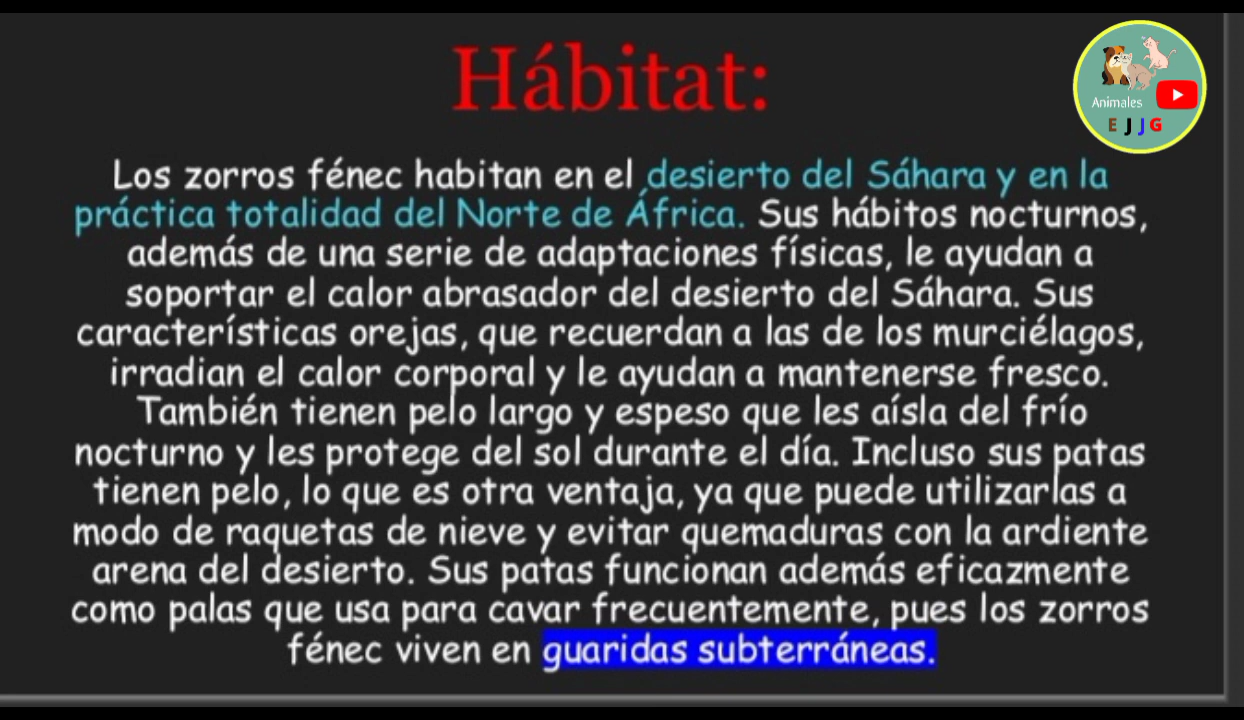 Hábitat:
Animales
E J J G
Los zorros fénec habitan en el desierto del Sáhara y en la
práctica totalidad del Norte de África. Sus hábitos nocturnos,
además de una serie de adaptaciones físicas, le ayudan a
soportar el calor abrasador del desierto del Sáhara. Sus
características orejas, que recuerdan a las de los murciélagos,
irradian el calor corporal y le ayudan a mantenerse fresco.
También tienen pelo largo y espeso que les aísla del frío
nocturno y les protege del sol durante el día. Incluso sus patas
tienen pelo, lo que es otra ventaja, ya que puede utilizarlas a
modo de raquetas de nieve y evitar quemaduras con la ardiente
arena del desierto. Sus patas funcionan además eficazmente
como palas que usa para cavar frecuentemente, pues los zorros
fénec viven en guaridas subterráneas.